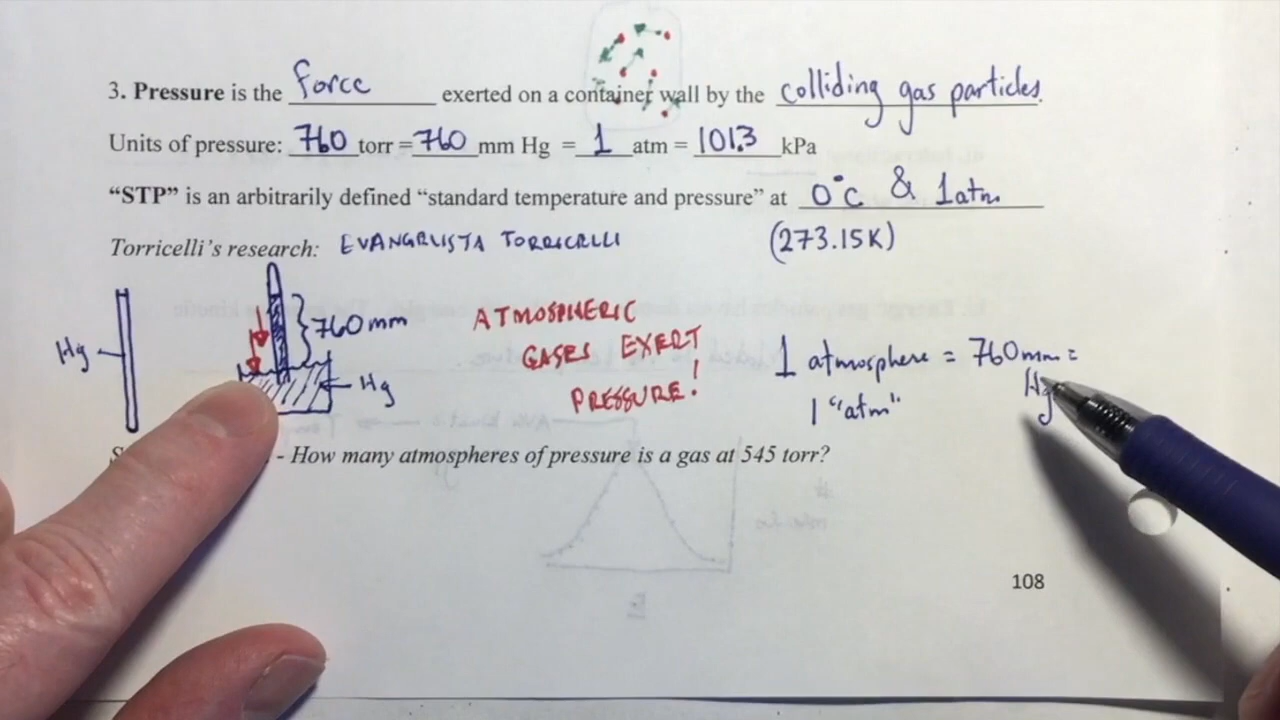 3. Pressure is the force exerted on a container wall by the colliding gas particles.
Units of pressure: 760 torr = 760 mm Hg = 1 atm = 101.3 kPa
“STP” is an arbitrarily defined “standard temperature and pressure” at 0°C & 1atm
Torricelli’s research: EVANGELISTA TORRICELLI (273.15K)
Hg
760mm
Hg
ATMOSPHERIC
GASES EXERT
PRESSURE!
1 atmosphere = 760mm =
Hg
1 “atm”
- How many atmospheres of pressure is a gas at 545 torr?
108